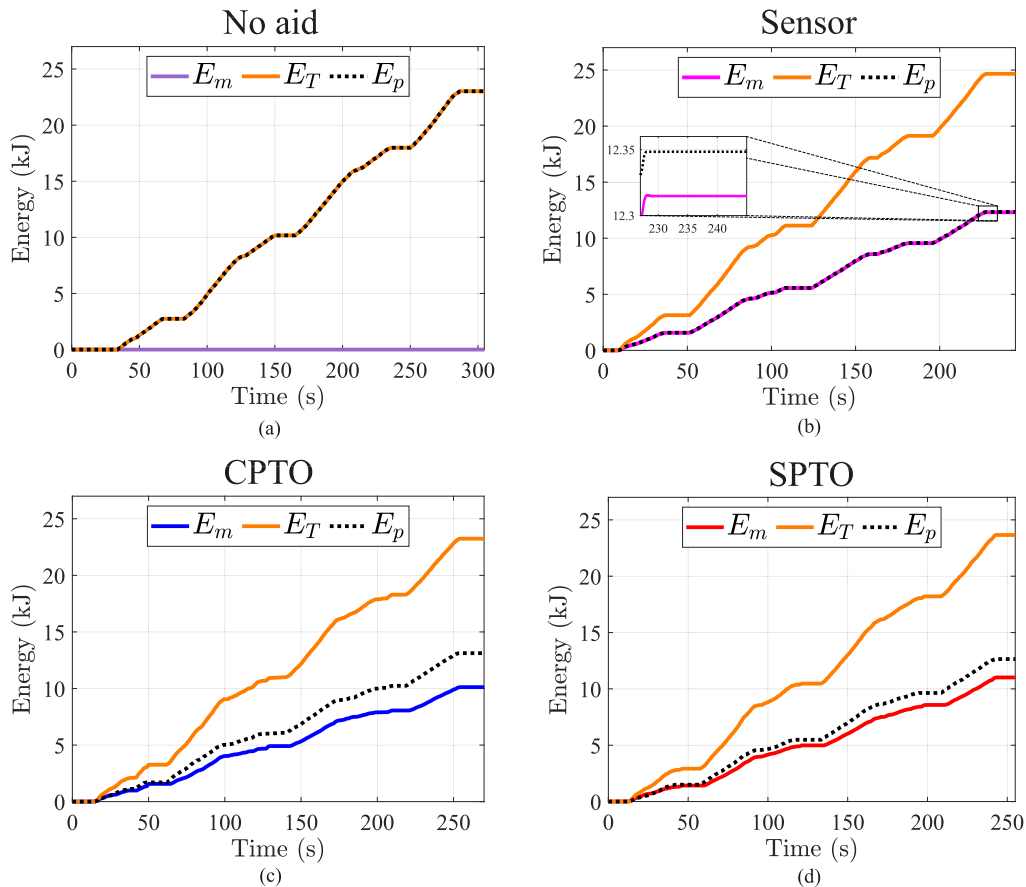 No aid
E_m E_T E_p
25
20
15
10
5
0
Energy (kJ)
0 50 100 150 200 250 300
Time (s)
(a)
Sensor
E_m E_T E_p
25
20
15
10
5
0
Energy (kJ)
12.35
12.3
230 235 240
0 50 100 150 200
Time (s)
(b)
CPTO
E_m E_T E_p
25
20
15
10
5
0
Energy (kJ)
0 50 100 150 200 250
Time (s)
(c)
SPTO
E_m E_T E_p
25
20
15
10
5
0
Energy (kJ)
0 50 100 150 200 250
Time (s)
(d)